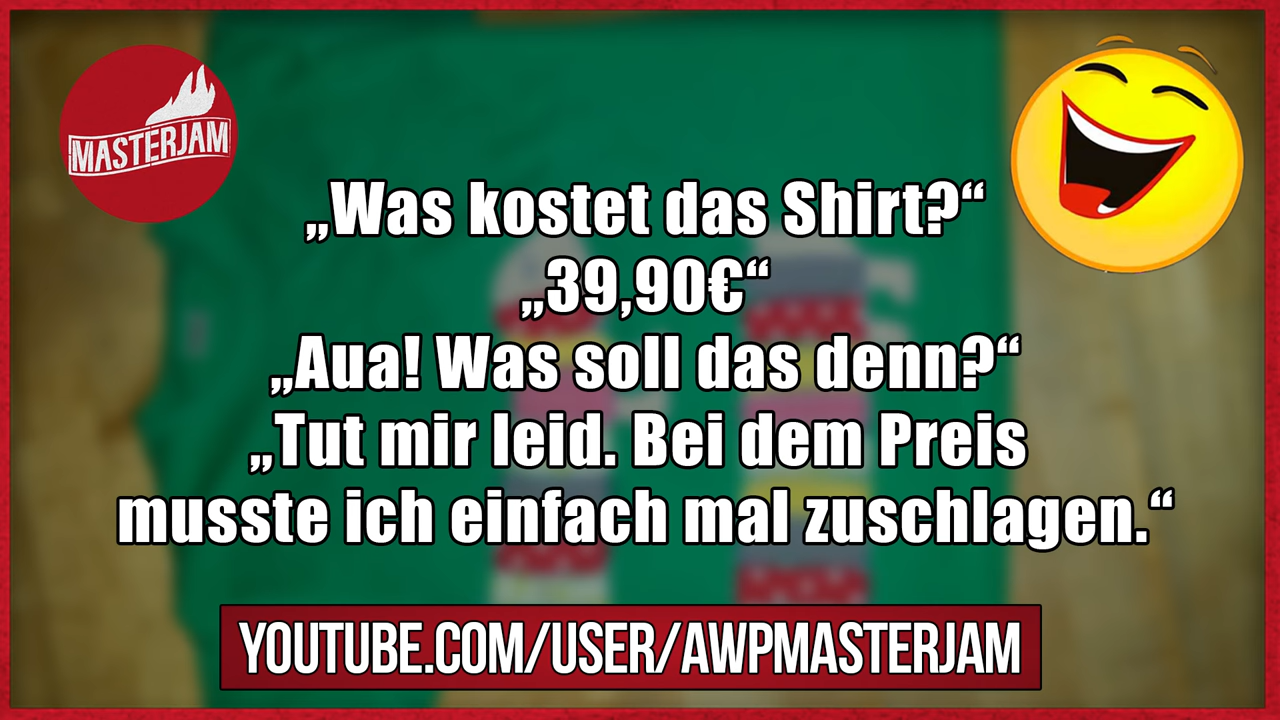 MASTERJAM
„Was kostet das Shirt?“
„39,90€“
„Aua! Was soll das denn?“
„Tut mir leid. Bei dem Preis
musste ich einfach mal zuschlagen.“
YOUTUBE.COM/USER/AWPMASTERJAM